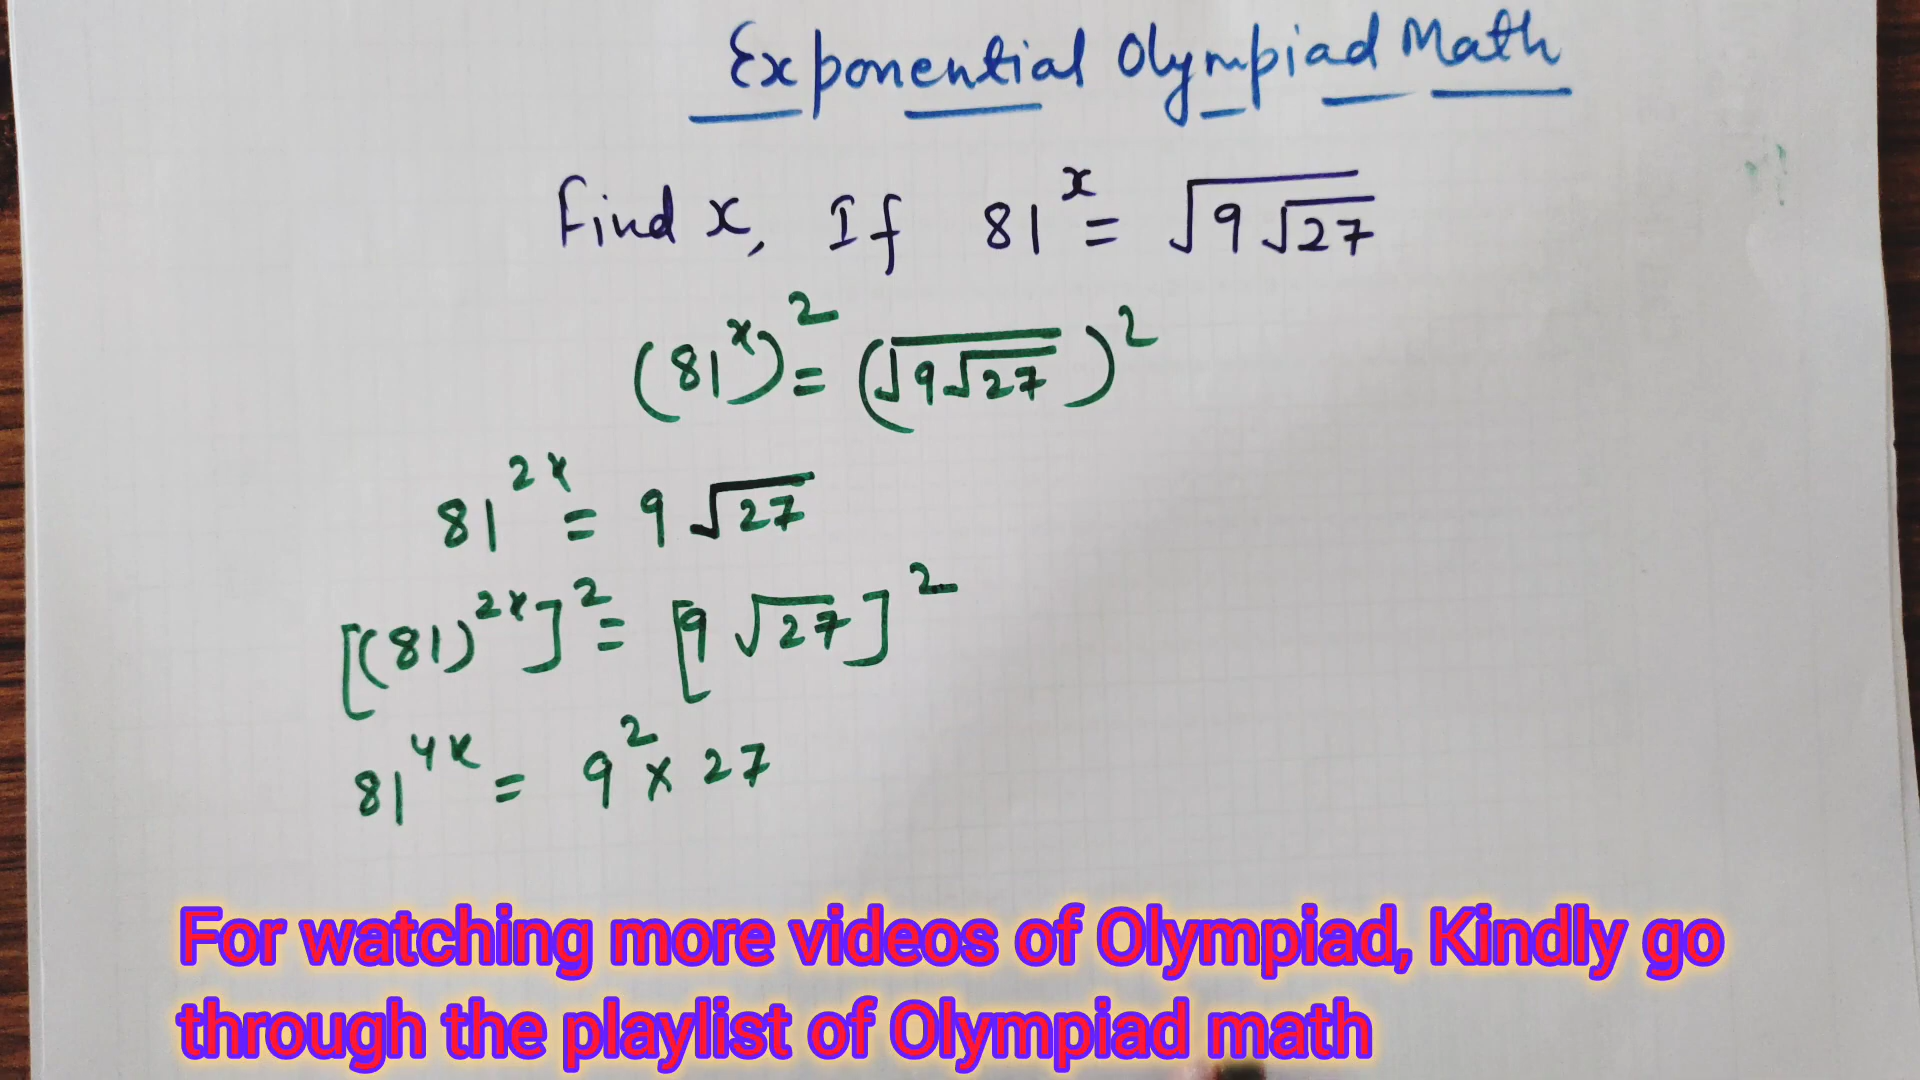 Exponential Olympiad Math
Find x, If 81^x = √(9√27)
(81^x)^2 = (√(9√27))^2
81^2x = 9√27
[(81)^2x]^2 = [9√27]^2
81^4x = 9^2 × 27
For watching more videos of Olympiad, Kindly go
through the playlist of Olympiad math